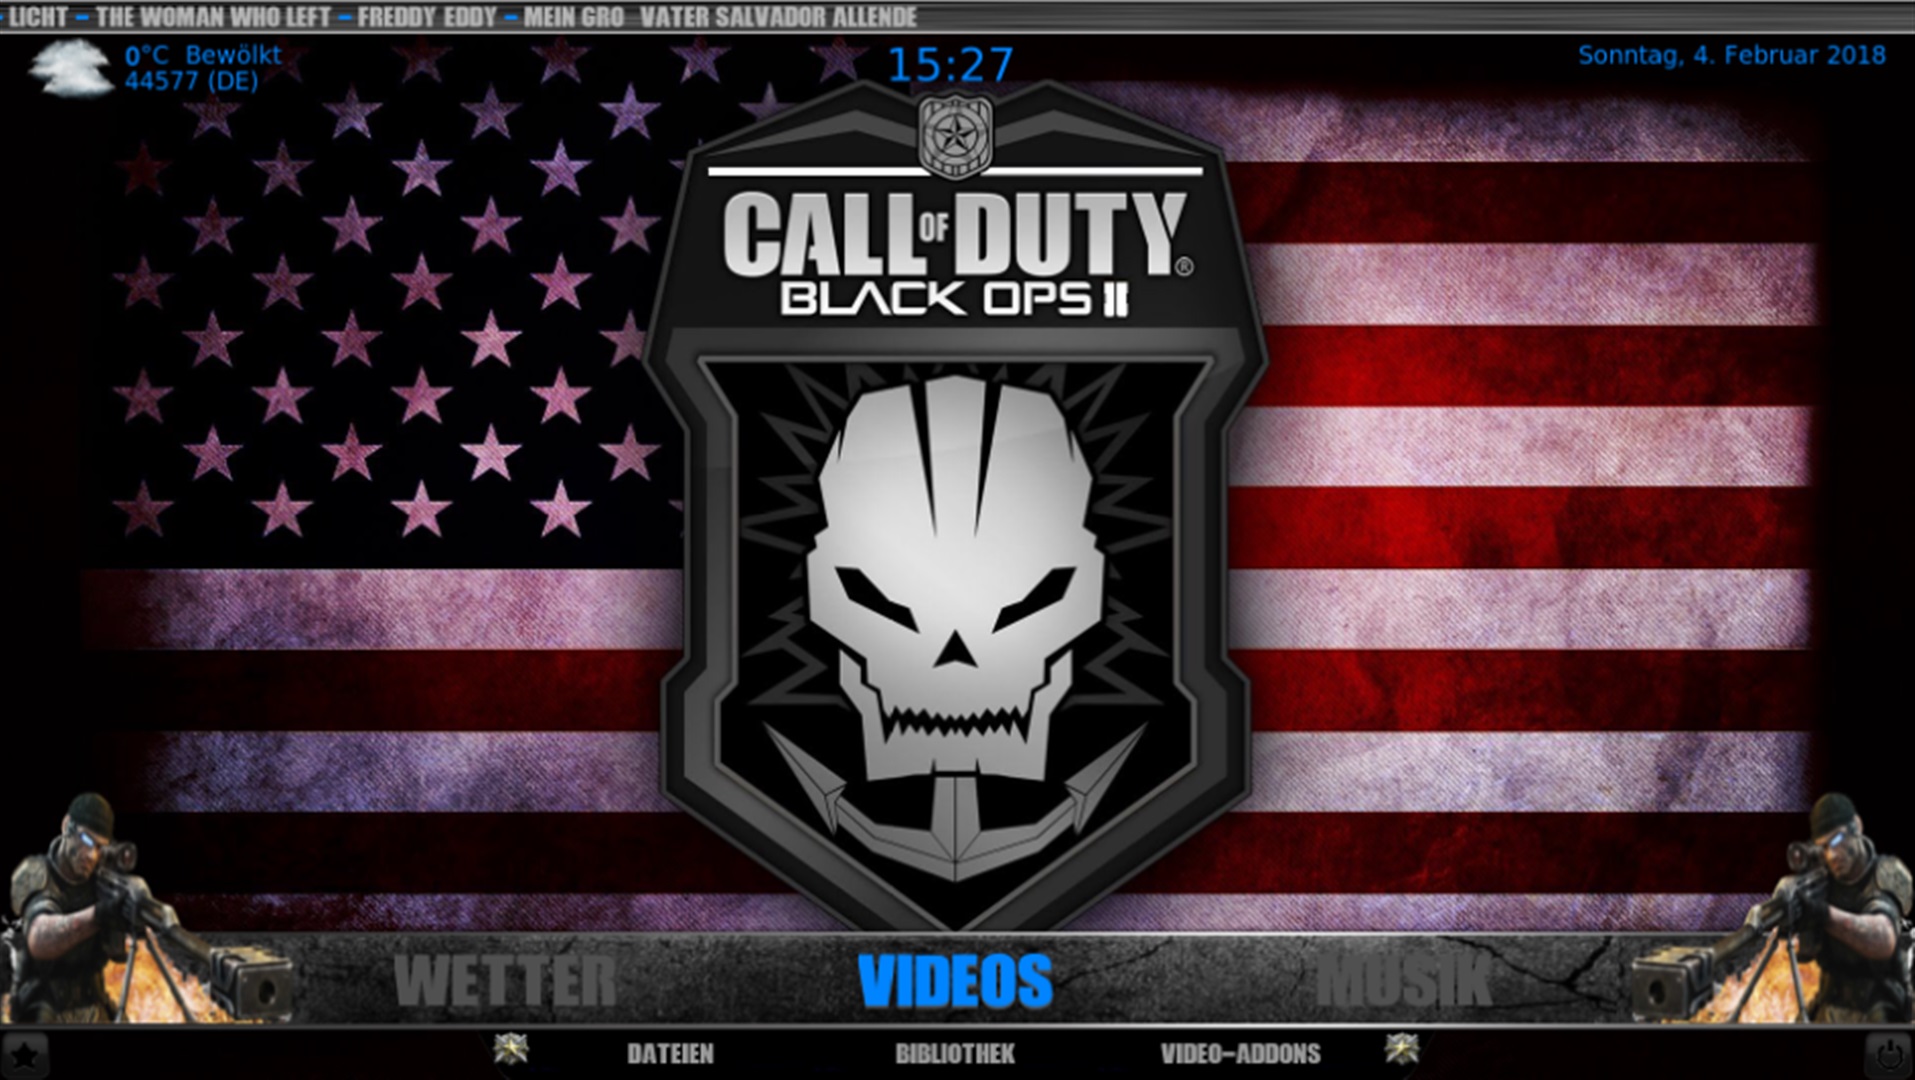 LICHT – THE WOMAN WHO LEFT – FREDDY EDDY – MEIN GRO VATER SALVADOR ALLENDE
0°C Bewölkt
44577 (DE)
15:27
Sonntag, 4. Februar 2018
CALL OF DUTY®
BLACK OPS II
WETTER VIDEOS MUSIK
DATEIEN BIBLIOTHEK VIDEO-ADDONS